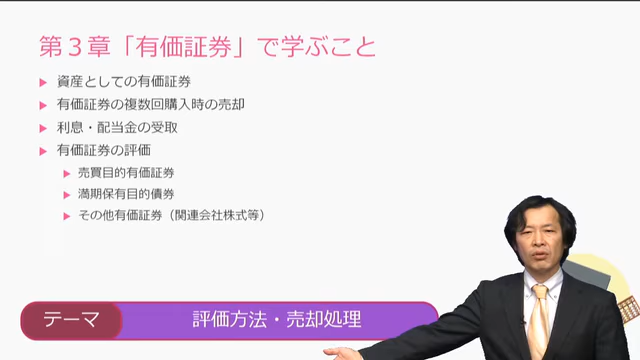 第3章「有価証券」で学ぶこと
資産としての有価証券
有価証券の複数回購入時の売却
利息・配当金の受取
有価証券の評価
売買目的有価証券
満期保有目的債券
その他有価証券（関連会社株式等）
テーマ 評価方法・売却処理